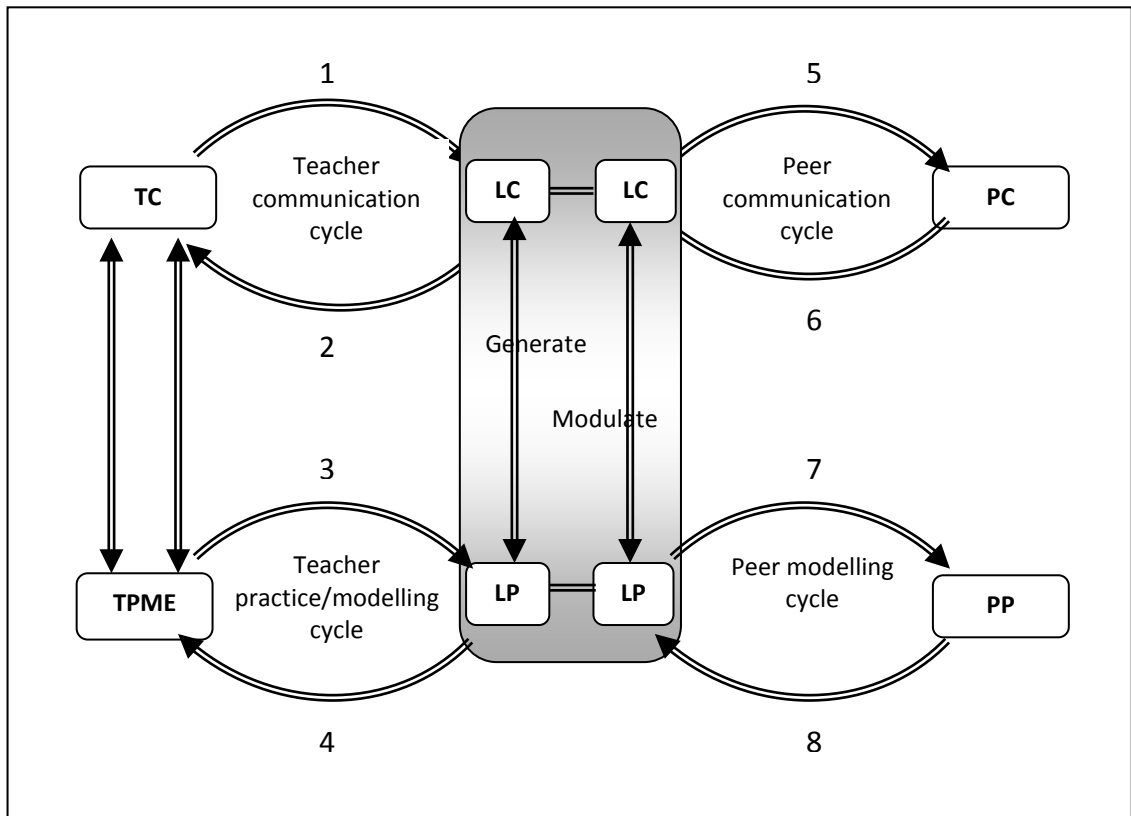 1
5
Teacher
communication
cycle
Peer
communication
cycle
TC
LC
LC
PC
2
6
Generate
Modulate
3
7
Teacher
practice/modelling
cycle
Peer modelling
cycle
TPME
LP
LP
PP
4
8